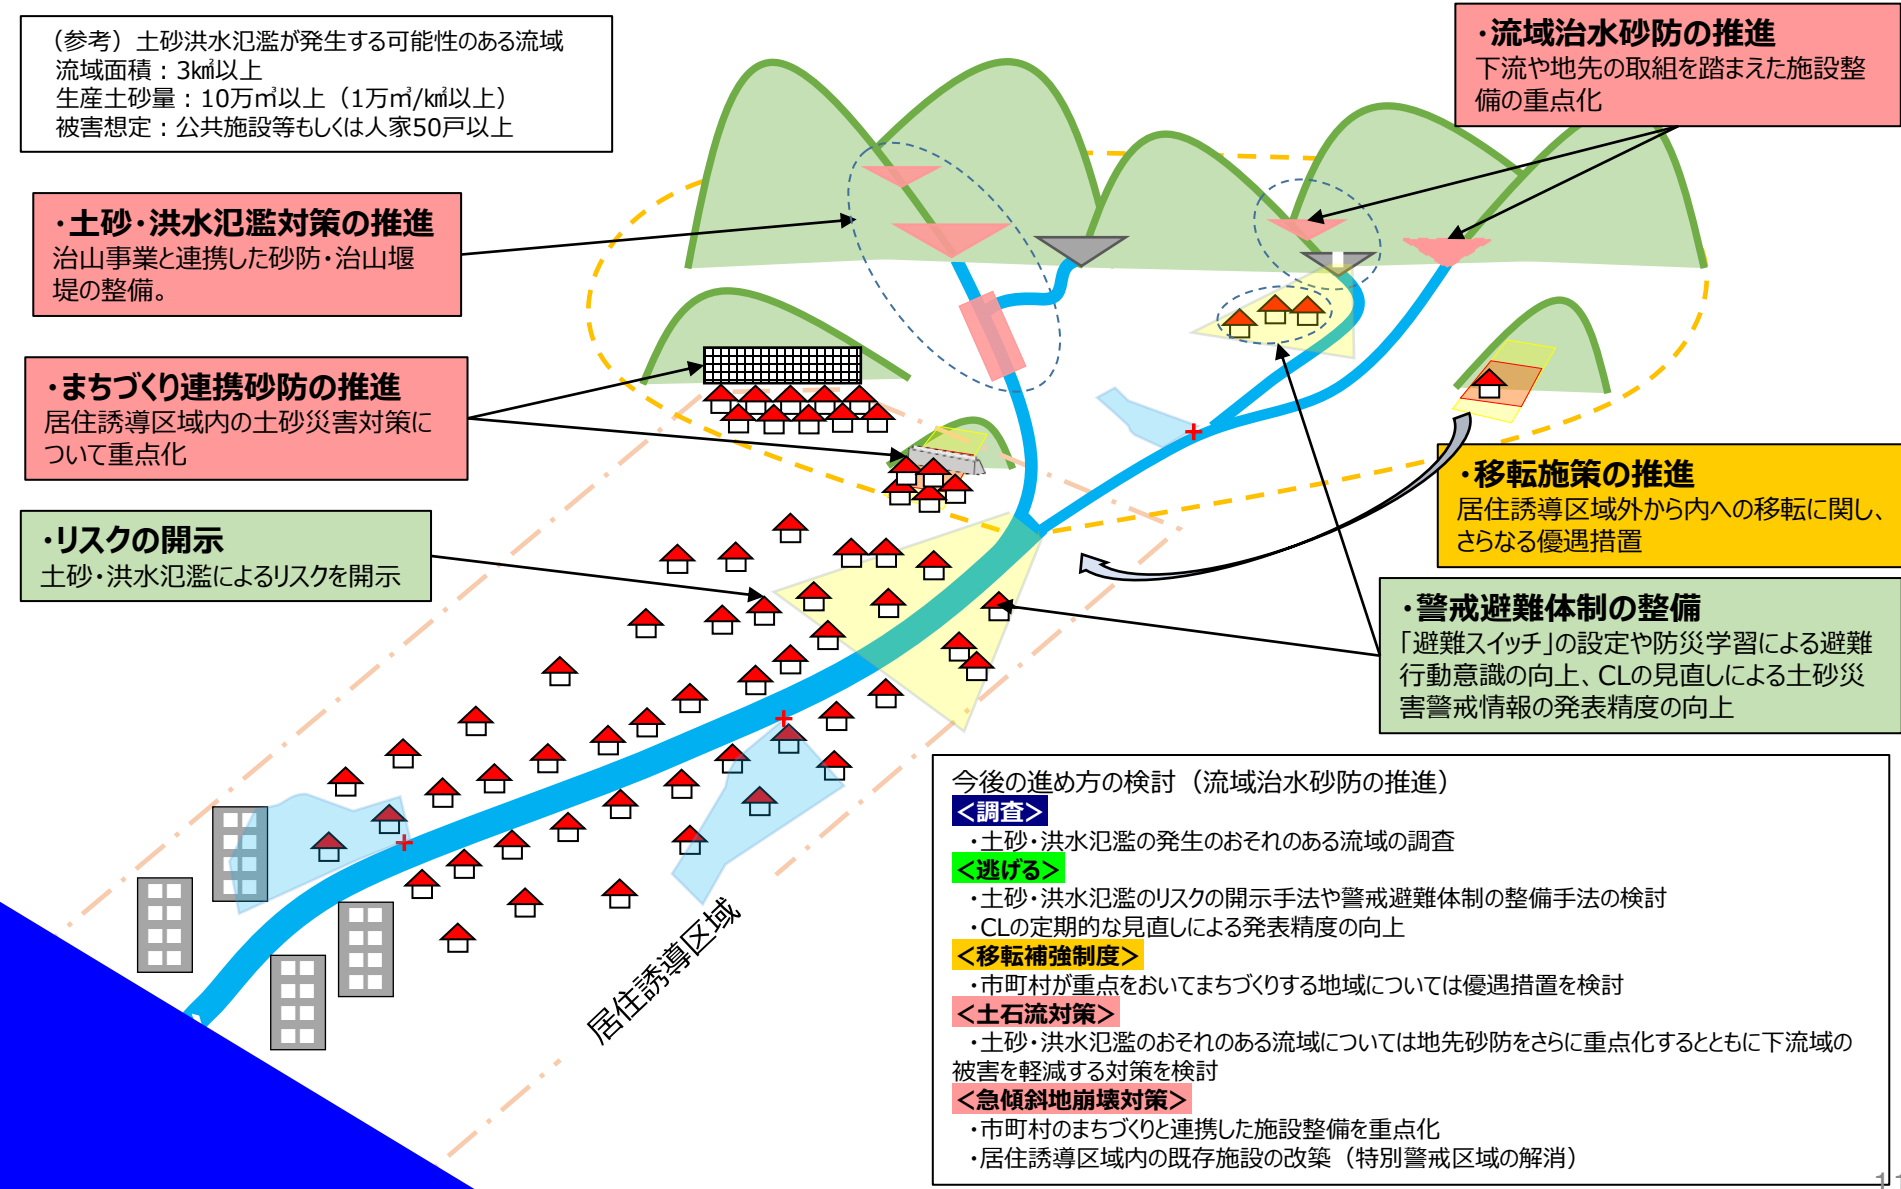 （参考）土砂洪水氾濫が発生する可能性のある流域
流域面積：3㎢以上
生産土砂量：10万㎥以上（1万㎥/㎢以上）
被害想定：公共施設等もしくは人家50戸以上
・流域治水砂防の推進
下流や地先の取組を踏まえた施設整
備の重点化
・土砂・洪水氾濫対策の推進
治山事業と連携した砂防・治山堰
堤の整備。
・まちづくり連携砂防の推進
居住誘導区域内の土砂災害対策に
ついて重点化
・リスクの開示
土砂・洪水氾濫によるリスクを開示
・移転施策の推進
居住誘導区域外から内への移転に関し、
さらなる優遇措置
・警戒避難体制の整備
「避難スイッチ」の設定や防災学習による避難
行動意識の向上、CLの見直しによる土砂災
害警戒情報の発表精度の向上
居住誘導区域
今後の進め方の検討（流域治水砂防の推進）
＜調査＞
・土砂・洪水氾濫の発生のおそれのある流域の調査
＜逃げる＞
・土砂・洪水氾濫のリスクの開示手法や警戒避難体制の整備手法の検討
・CLの定期的な見直しによる発表精度の向上
＜移転補強制度＞
・市町村が重点をおいてまちづくりする地域については優遇措置を検討
＜土石流対策＞
・土砂・洪水氾濫のおそれのある流域については地先砂防をさらに重点化するとともに下流域の
被害を軽減する対策を検討
＜急傾斜地崩壊対策＞
・市町村のまちづくりと連携した施設整備を重点化
・居住誘導区域内の既存施設の改築（特別警戒区域の解消）